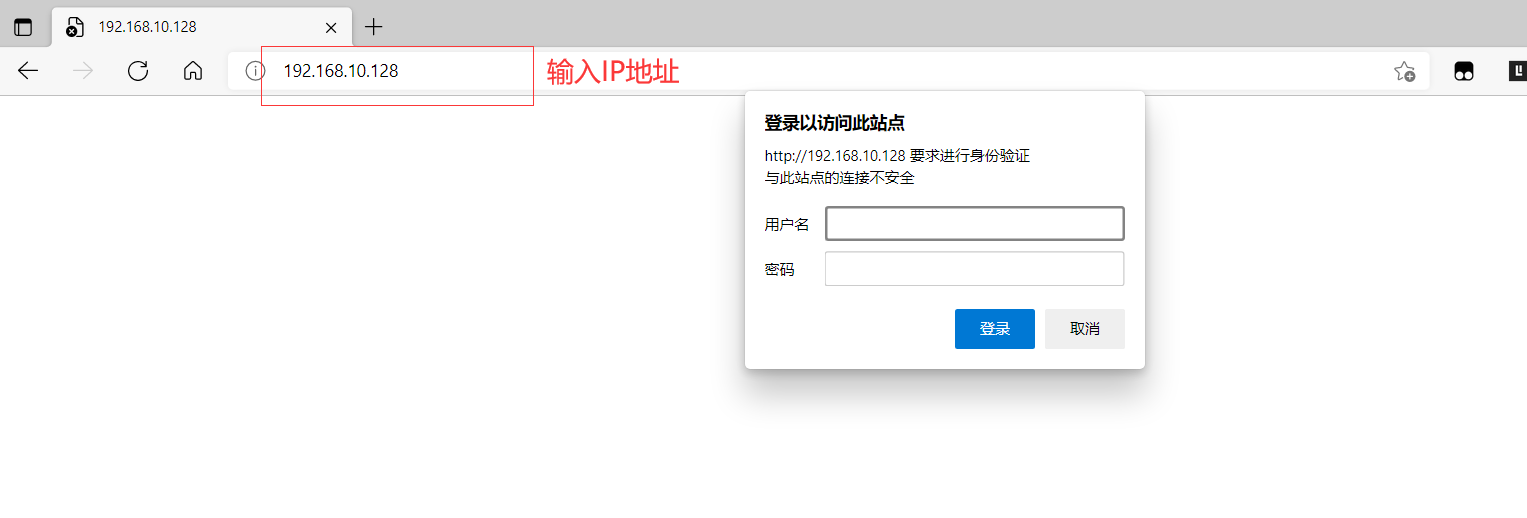 192.168.10.128
192.168.10.128
输入IP地址
登录以访问此站点
http://192.168.10.128 要求进行身份验证
与此站点的连接不安全
用户名
密码
登录
取消